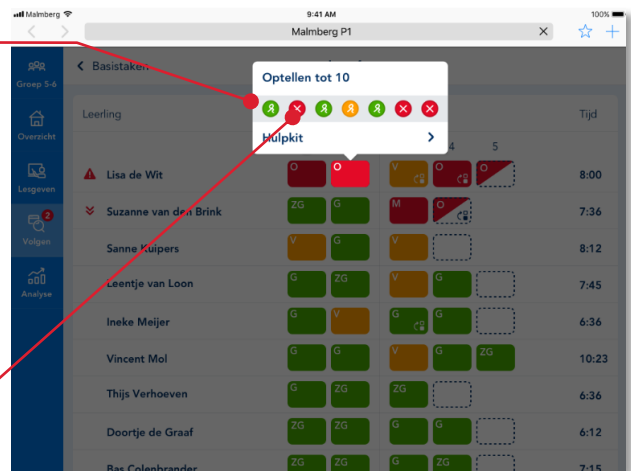 Malmberg 9:41 AM 100%
Malmberg P1
Groep 5-6
Basistaken
Optellen tot 10
Hulpkit
Overzicht
Leerling Tijd
4 5
Lesgeven
Lisa de Wit O O V O O 8:00
2
Volgen
Suzanne van den Brink ZG G M O 7:36
Sanne Kuipers V G V 8:12
Analyse
Leentje van Loon G ZG V G 7:45
Ineke Meijer G V G G 6:36
Vincent Mol G G V G ZG 10:23
Thijs Verhoeven G ZG ZG 6:36
Doortje de Graaf ZG ZG G G 6:12
Bas Colenbrander ZG ZG G ZG 7:15